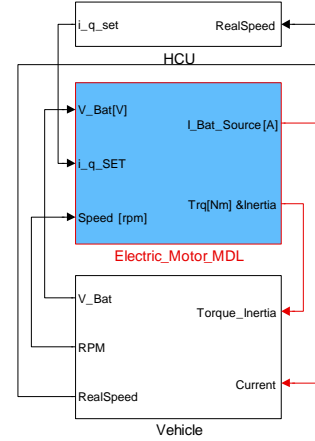 i_q_set
RealSpeed
HCU
V_Bat[V]
I_Bat_Source [A]
i_q_SET
Trq[Nm] &Inertia
Speed [rpm]
Electric_Motor_MDL
V_Bat
Torque_Inertia
RPM
Current
RealSpeed
Vehicle